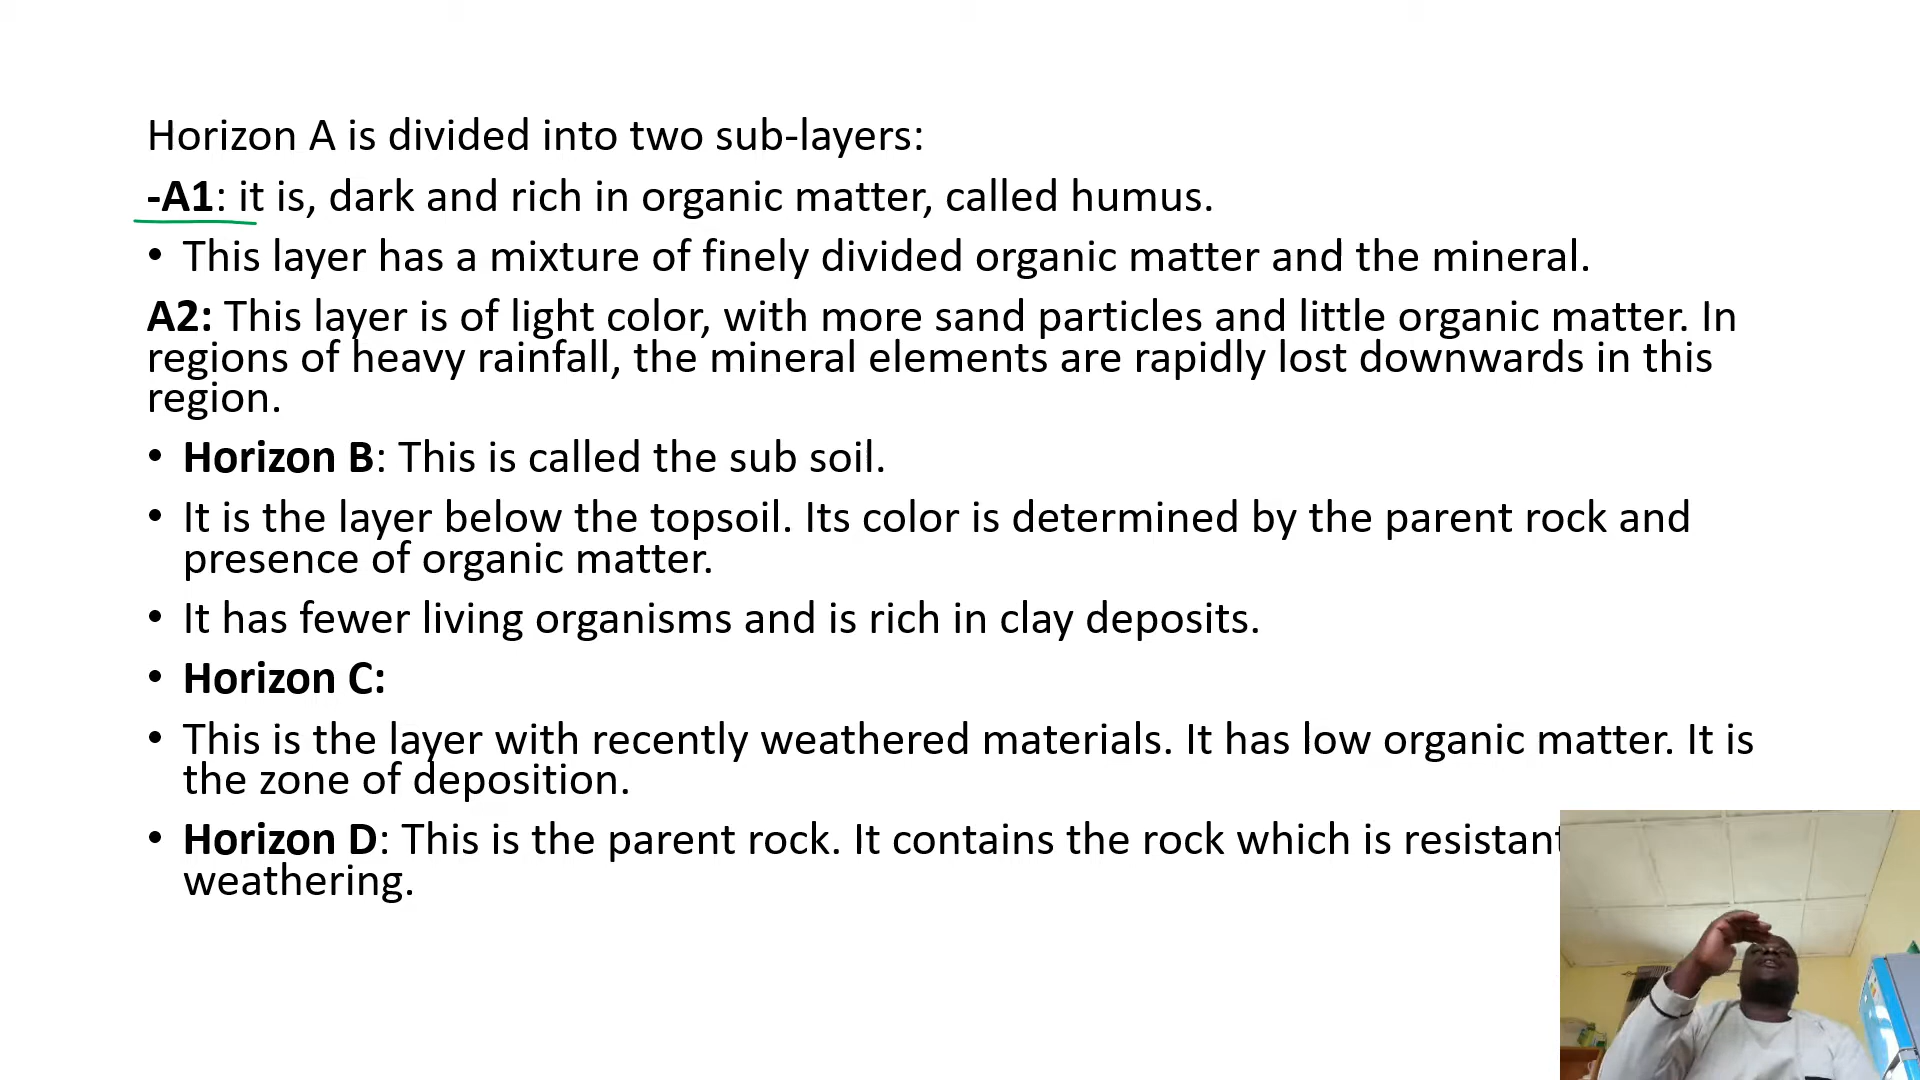 Horizon A is divided into two sub-layers:
-A1: it is, dark and rich in organic matter, called humus.
• This layer has a mixture of finely divided organic matter and the mineral.
A2: This layer is of light color, with more sand particles and little organic matter. In
regions of heavy rainfall, the mineral elements are rapidly lost downwards in this
region.
• Horizon B: This is called the sub soil.
• It is the layer below the topsoil. Its color is determined by the parent rock and
presence of organic matter.
• It has fewer living organisms and is rich in clay deposits.
• Horizon C:
• This is the layer with recently weathered materials. It has low organic matter. It is
the zone of deposition.
• Horizon D: This is the parent rock. It contains the rock which is resistant
weathering.